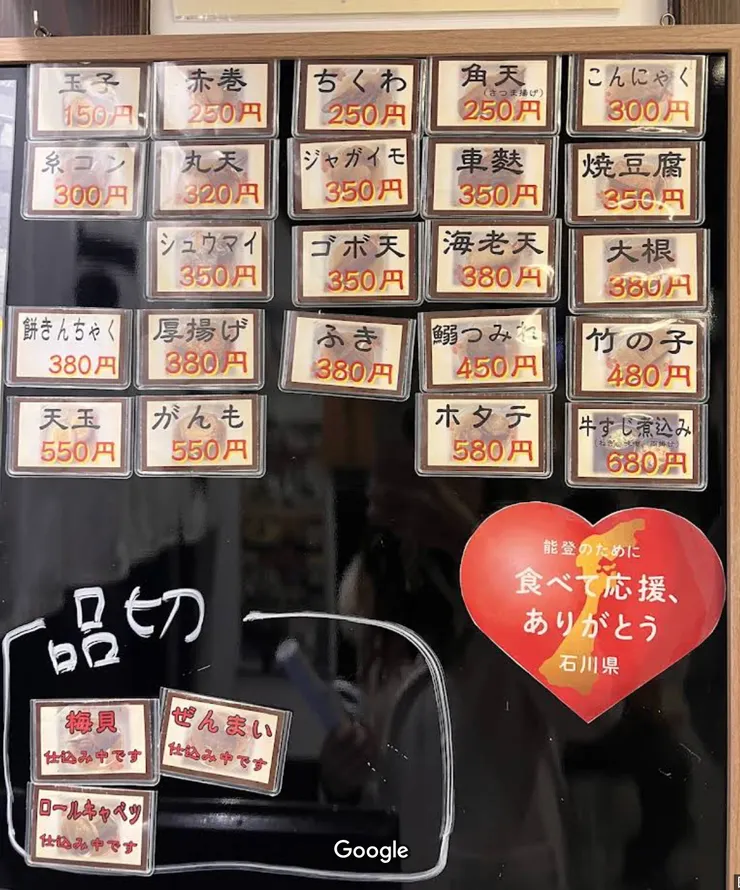 玉子
150円
赤巻
250円
ちくわ
250円
角天
(さつま揚げ)
250円
こんにゃく
300円
糸コン
300円
丸天
320円
ジャガイモ
350円
車麩
350円
焼豆腐
350円
シュウマイ
350円
ゴボ天
350円
海老天
380円
大根
380円
餅きんちゃく
380円
厚揚げ
380円
ふき
380円
鰯つみれ
450円
竹の子
480円
天玉
550円
がんも
550円
ホタテ
580円
牛すじ煮込み
680円
能登のために
食べて応援、
ありがとう
石川県
品切
梅貝
仕込み中です
ぜんまい
仕込み中です
ロールキャベツ
仕込み中です
Google